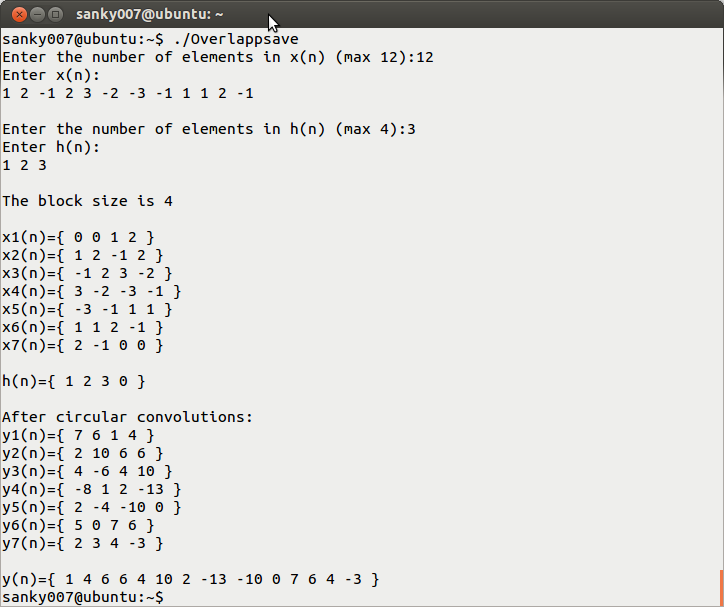 sanky007@ubuntu: ~
sanky007@ubuntu:~$ ./Overlappsave
Enter the number of elements in x(n) (max 12):12
Enter x(n):
1 2 -1 2 3 -2 -3 -1 1 1 2 -1
Enter the number of elements in h(n) (max 4):3
Enter h(n):
1 2 3
The block size is 4
x1(n)={ 0 0 1 2 }
x2(n)={ 1 2 -1 2 }
x3(n)={ -1 2 3 -2 }
x4(n)={ 3 -2 -3 -1 }
x5(n)={ -3 -1 1 1 }
x6(n)={ 1 1 2 -1 }
x7(n)={ 2 -1 0 0 }
h(n)={ 1 2 3 0 }
After circular convolutions:
y1(n)={ 7 6 1 4 }
y2(n)={ 2 10 6 6 }
y3(n)={ 4 -6 4 10 }
y4(n)={ -8 1 2 -13 }
y5(n)={ 2 -4 -10 0 }
y6(n)={ 5 0 7 6 }
y7(n)={ 2 3 4 -3 }
y(n)={ 1 4 6 6 4 10 2 -13 -10 0 7 6 4 -3 }
sanky007@ubuntu:~$